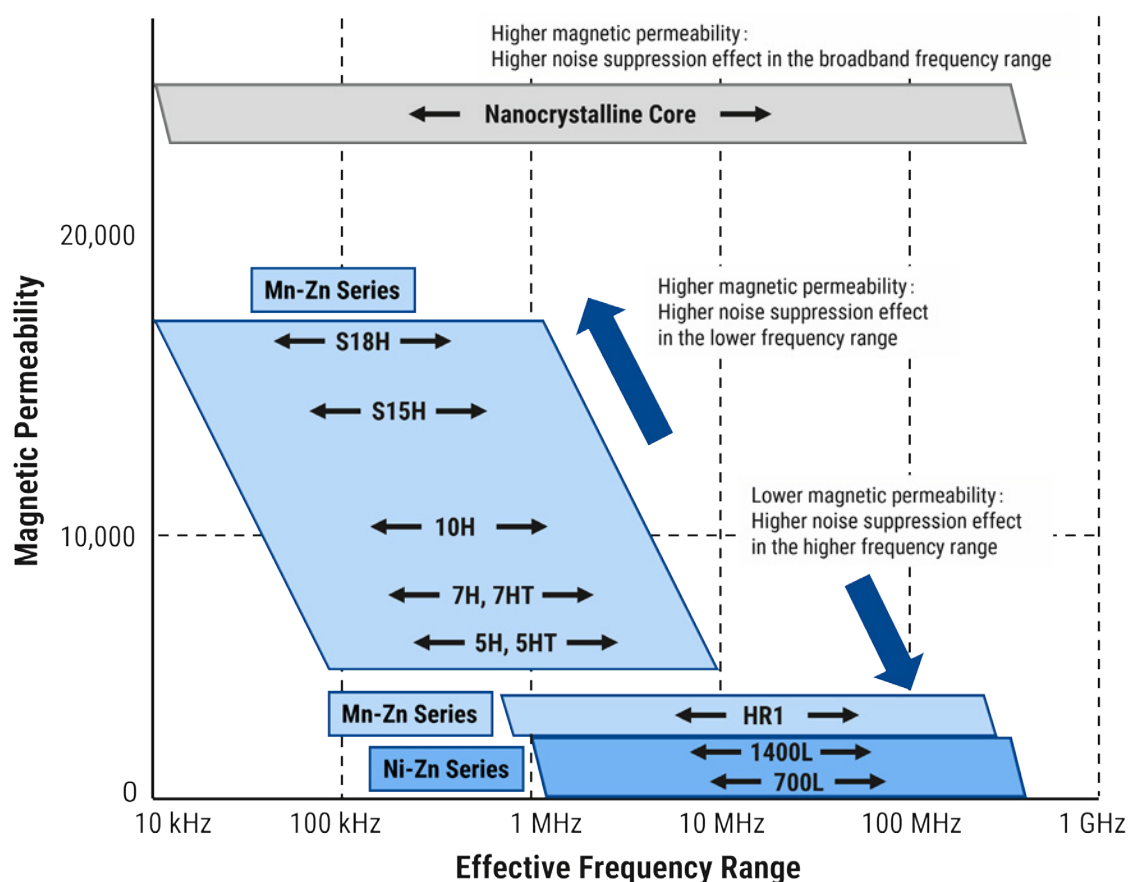 Higher magnetic permeability:
Higher noise suppression effect in the broadband frequency range
Nanocrystalline Core
20,000
Mn-Zn Series
Higher magnetic permeability:
Higher noise suppression effect
in the lower frequency range
S18H
S15H
Magnetic Permeability
Lower magnetic permeability:
Higher noise suppression effect
in the higher frequency range
10,000
10H
7H, 7HT
5H, 5HT
Mn-Zn Series
HR1
Ni-Zn Series
1400L
700L
0
10 kHz
100 kHz
1 MHz
10 MHz
100 MHz
1 GHz
Effective Frequency Range